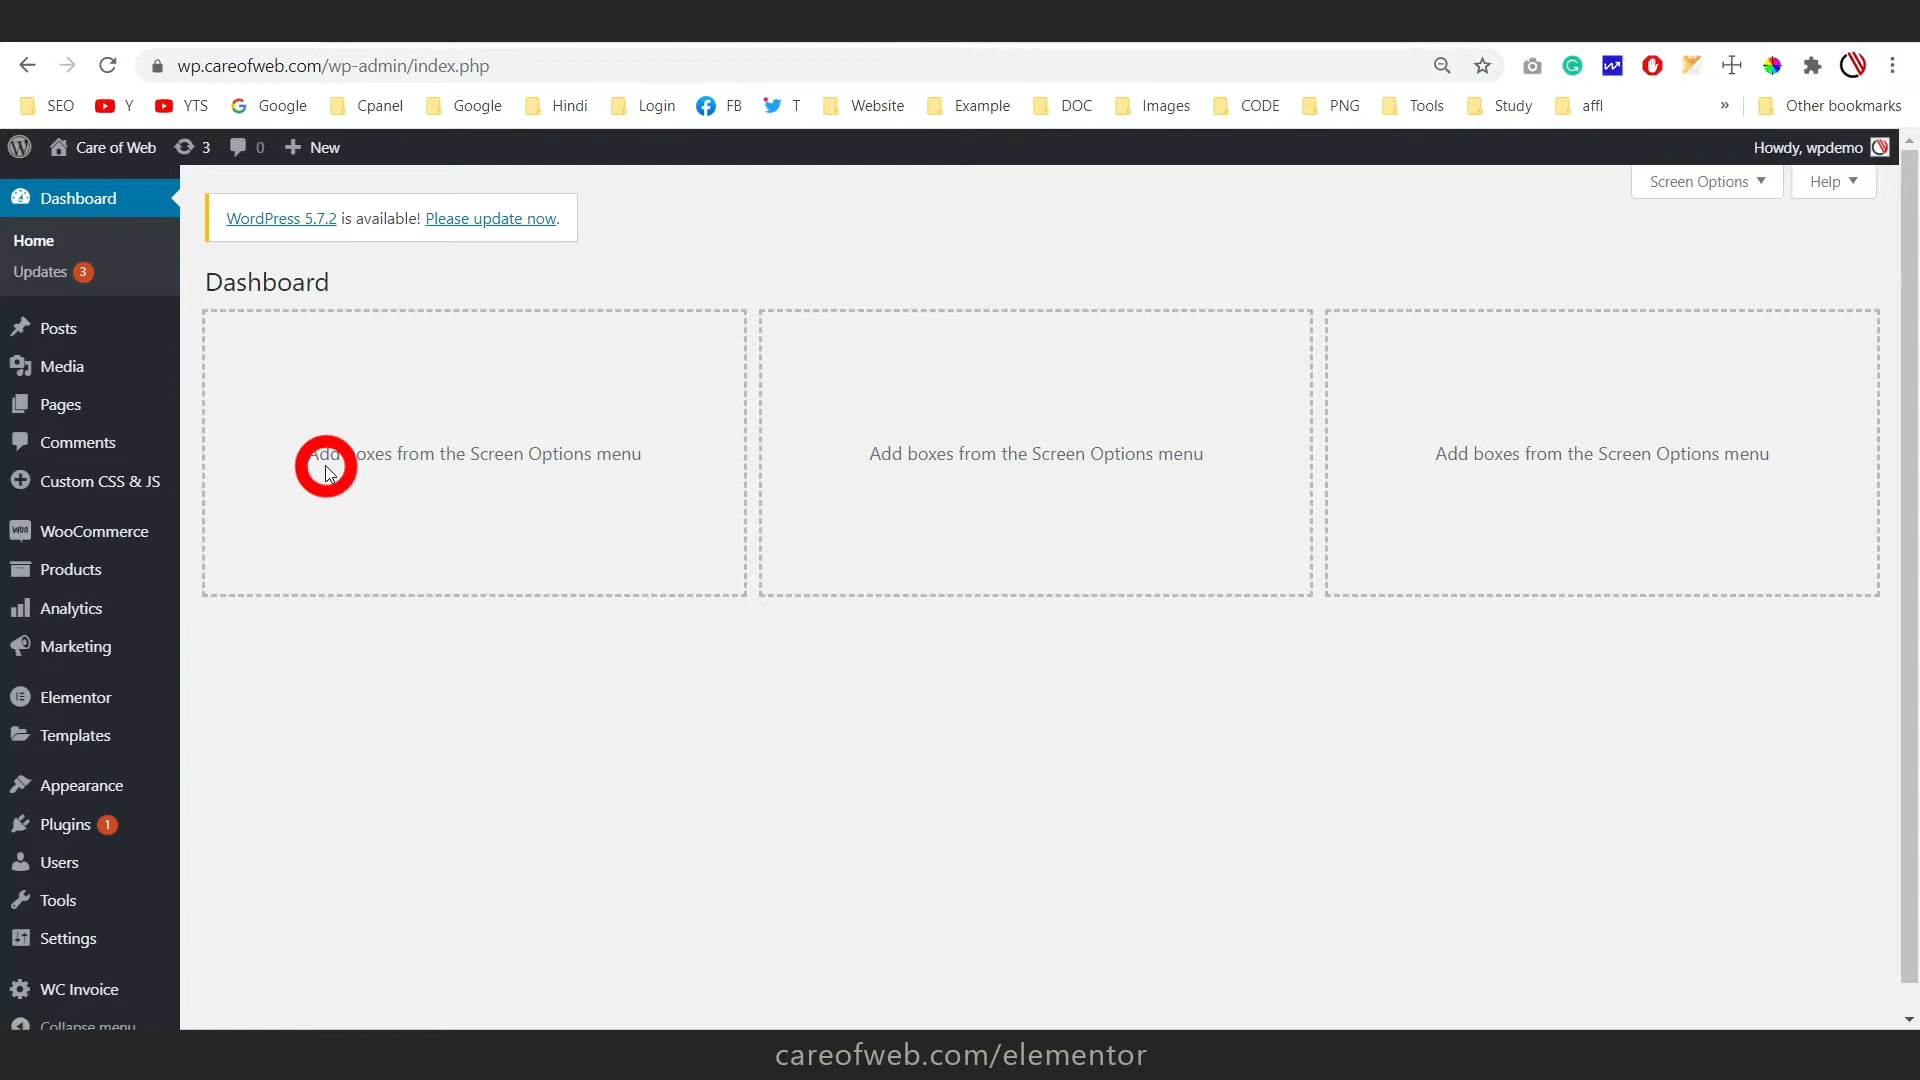 wp.careofweb.com/wp-admin/index.php
SEO Y YTS Google Cpanel Google Hindi Login FB T Website Example DOC Images CODE PNG Tools Study affl » Other bookmarks
Care of Web 3 0 New Howdy, wpdemo
Screen Options Help
Dashboard
Home
Updates 3
Posts
Media
Pages
Comments
Custom CSS & JS
WooCommerce
Products
Analytics
Marketing
Elementor
Templates
Appearance
Plugins 1
Users
Tools
Settings
WC Invoice
Collapse menu
WordPress 5.7.2 is available! Please update now.
Dashboard
Add boxes from the Screen Options menu
Add boxes from the Screen Options menu
Add boxes from the Screen Options menu
careofweb.com/elementor